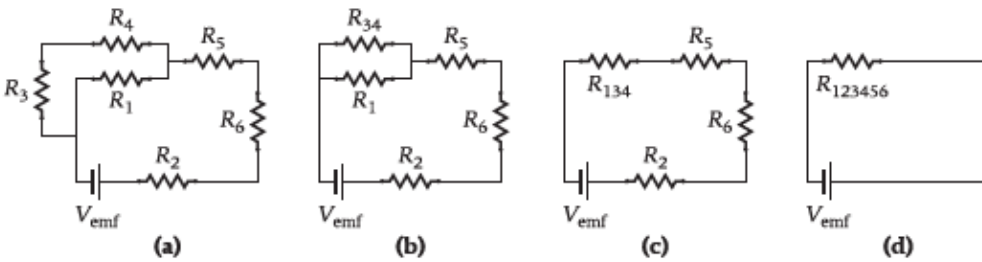 R4
R5
R3
R1
R6
R2
Vemf
(a)
R34
R5
R1
R6
R2
Vemf
(b)
R5
R134
R6
R2
Vemf
(c)
R123456
Vemf
(d)